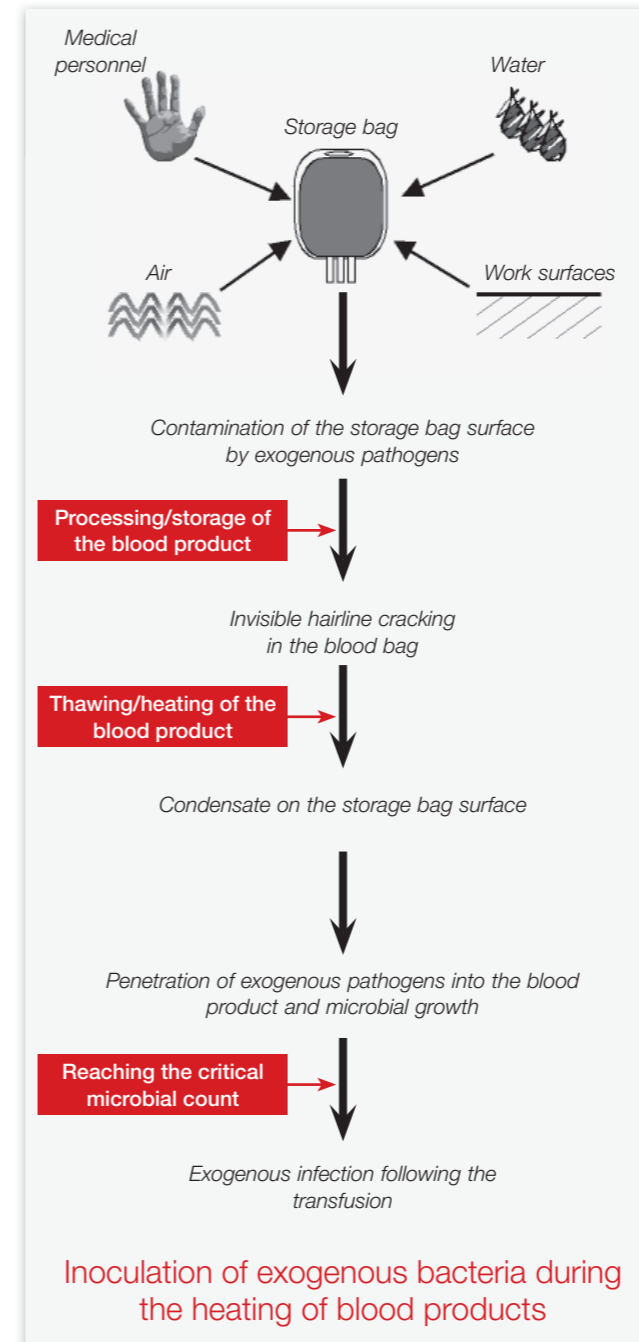 Medical
personnel
Water
Storage bag
Air
Work surfaces
Contamination of the storage bag surface
by exogenous pathogens
Processing/storage of
the blood product
Invisible hairline cracking
in the blood bag
Thawing/heating of the
blood product
Condensate on the storage bag surface
Penetration of exogenous pathogens into the blood
product and microbial growth
Reaching the critical
microbial count
Exogenous infection following the
transfusion
Inoculation of exogenous bacteria during
the heating of blood products